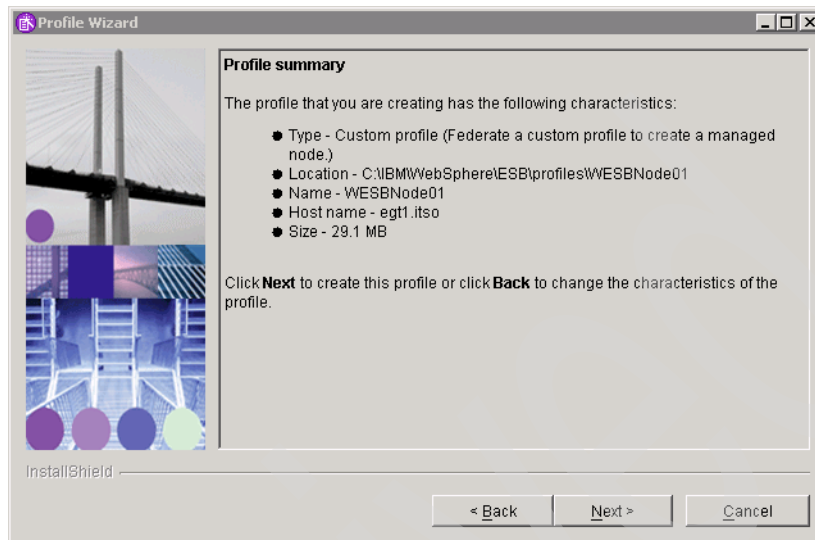 Profile Wizard
Profile summary
The profile that you are creating has the following characteristics:
● Type - Custom profile (Federate a custom profile to create a managed
node.)
● Location - C:\IBM\WebSphere\ESB\profiles\WESBNode01
● Name - WESBNode01
● Host name - egt1.itso
● Size - 29.1 MB
Click Next to create this profile or click Back to change the characteristics of the
profile.
InstallShield
< Back Next > Cancel